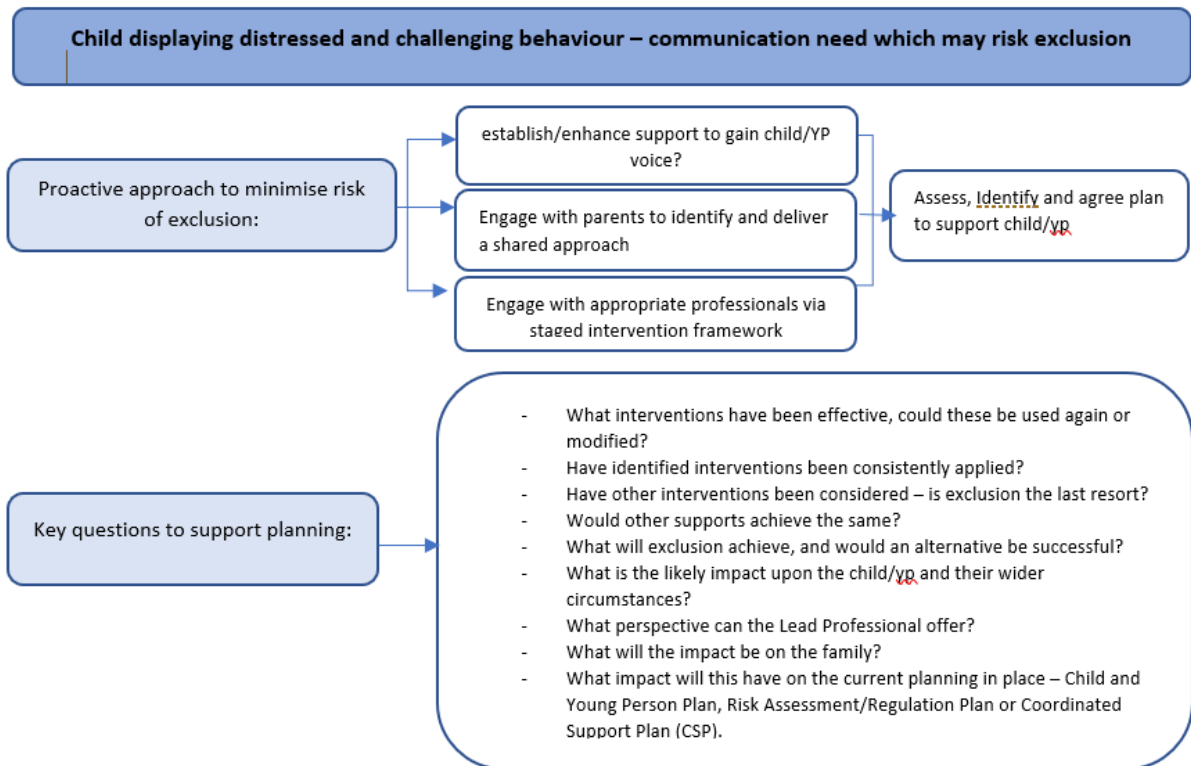 Child displaying distressed and challenging behaviour – communication need which may risk exclusion
Proactive approach to minimise risk
of exclusion:
establish/enhance support to gain child/YP
voice?
Engage with parents to identify and deliver
a shared approach
Engage with appropriate professionals via
staged intervention framework
Assess, Identify and agree plan
to support child/yp
Key questions to support planning:
- What interventions have been effective, could these be used again or
modified?
- Have identified interventions been consistently applied?
- Have other interventions been considered – is exclusion the last resort?
- Would other supports achieve the same?
- What will exclusion achieve, and would an alternative be successful?
- What is the likely impact upon the child/yp and their wider
circumstances?
- What perspective can the Lead Professional offer?
- What will the impact be on the family?
- What impact will this have on the current planning in place – Child and
Young Person Plan, Risk Assessment/Regulation Plan or Coordinated
Support Plan (CSP).